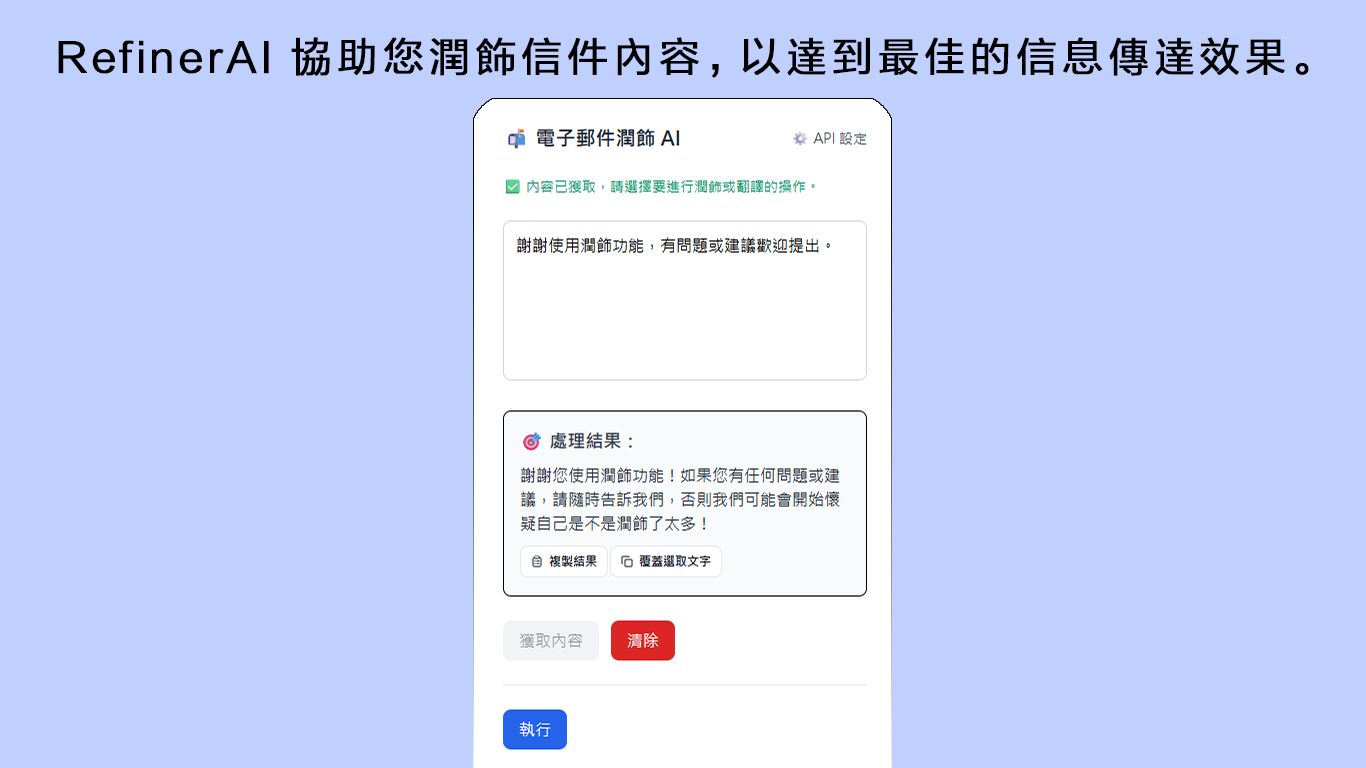 RefinerAI 協助您潤飾信件內容，以達到最佳的信息傳達效果。
電子郵件潤飾 AI
API 設定
內容已獲取，請選擇要進行潤飾或翻譯的操作。
謝謝使用潤飾功能，有問題或建議歡迎提出。
處理結果：
謝謝您使用潤飾功能！如果您有任何問題或建
議，請隨時告訴我們，否則我們可能會開始懷
疑自己是不是潤飾了太多！
複製結果
覆蓋選取文字
獲取內容
清除
執行